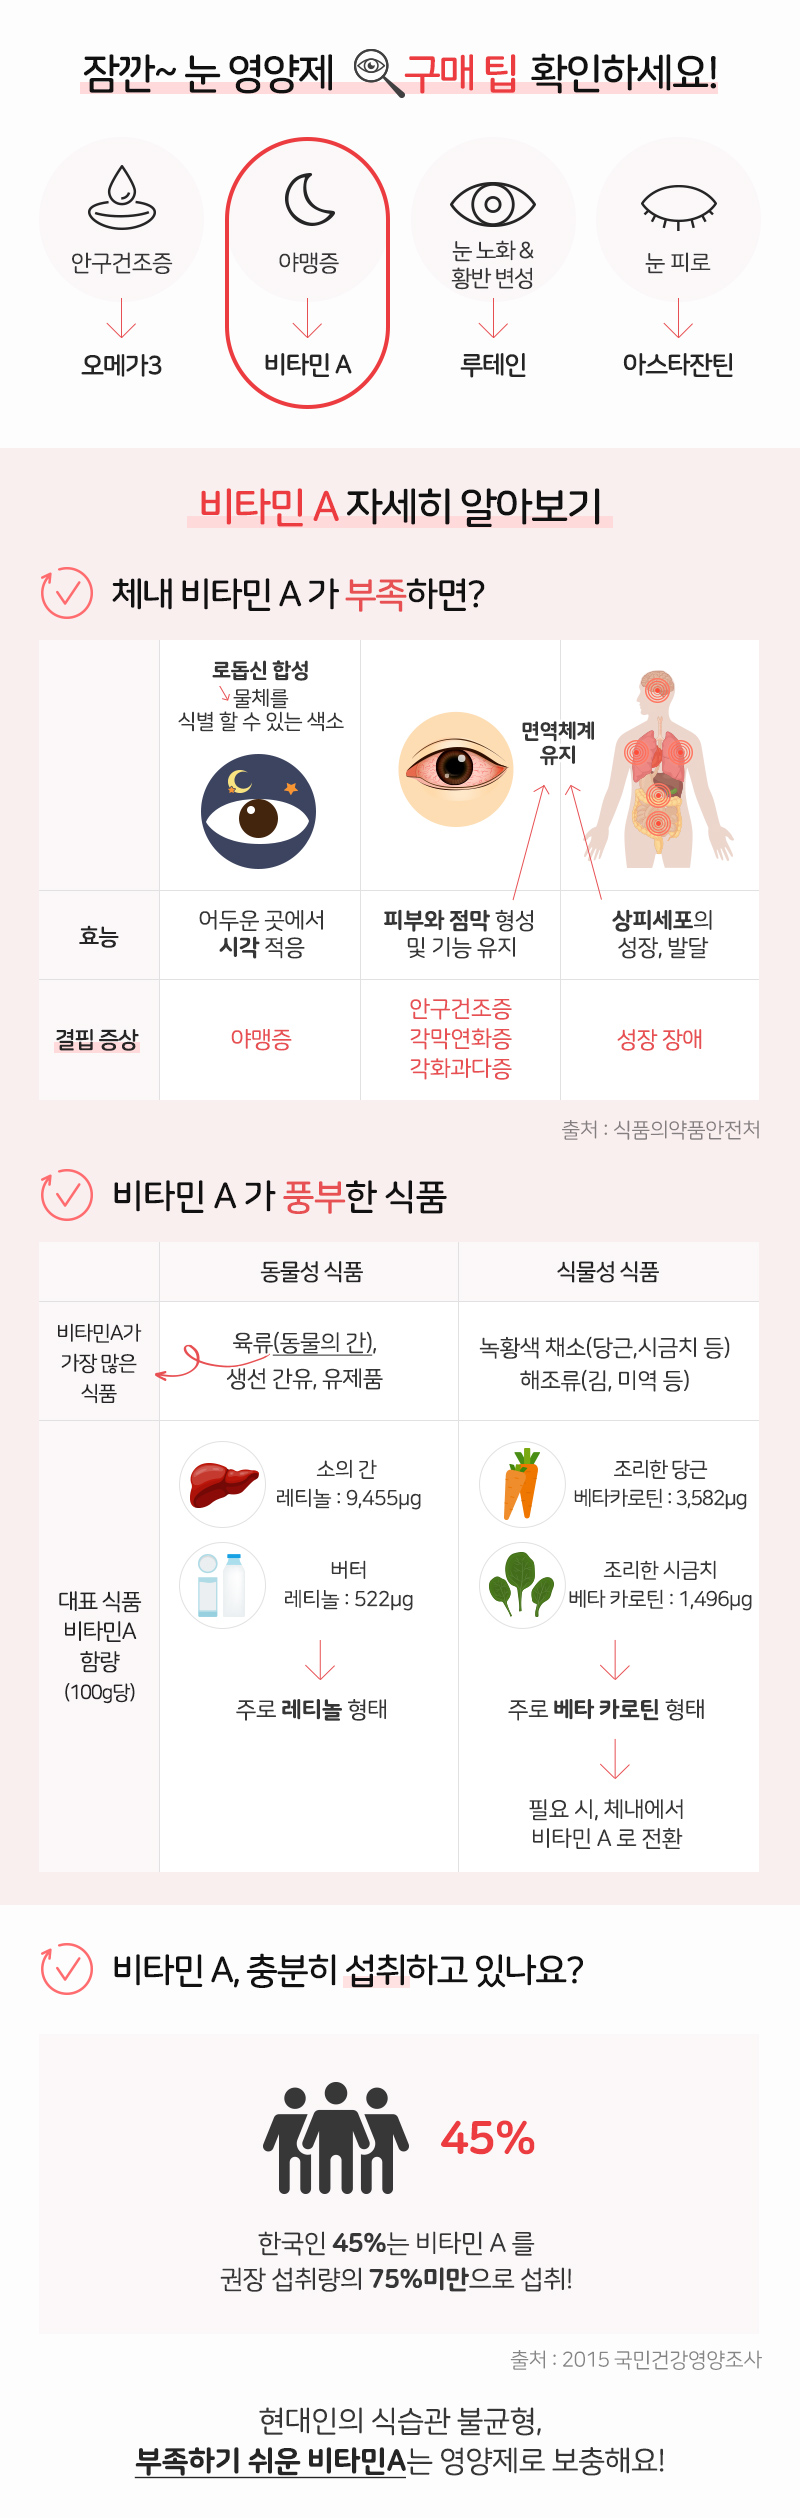 잠깐~ 눈 영양제 구매 팁 확인하세요!
안구건조증
야맹증
눈 노화 &
황반 변성
눈 피로
오메가3
비타민 A
루테인
아스타잔틴
비타민 A 자세히 알아보기
체내 비타민 A 가 부족하면?
로돕신 합성
물체를
식별 할 수 있는 색소
면역체계
유지
효능
어두운 곳에서
시각 적응
피부와 점막 형성
및 기능 유지
상피세포의
성장, 발달
결핍 증상
야맹증
안구건조증
각막연화증
각화과다증
성장 장애
출처 : 식품의약품안전처
비타민 A 가 풍부한 식품
동물성 식품
식물성 식품
비타민A가
가장 많은
식품
육류(동물의 간),
생선 간유, 유제품
녹황색 채소(당근,시금치 등)
해조류(김, 미역 등)
대표 식품
비타민A
함량
(100g당)
소의 간
레티놀 : 9,455μg
버터
레티놀 : 522μg
주로 레티놀 형태
조리한 당근
베타카로틴 : 3,582μg
조리한 시금치
베타 카로틴 : 1,496μg
주로 베타 카로틴 형태
필요 시, 체내에서
비타민 A 로 전환
비타민 A, 충분히 섭취하고 있나요?
45%
한국인 45%는 비타민 A 를
권장 섭취량의 75%미만으로 섭취!
출처 : 2015 국민건강영양조사
현대인의 식습관 불균형,
부족하기 쉬운 비타민A는 영양제로 보충해요!